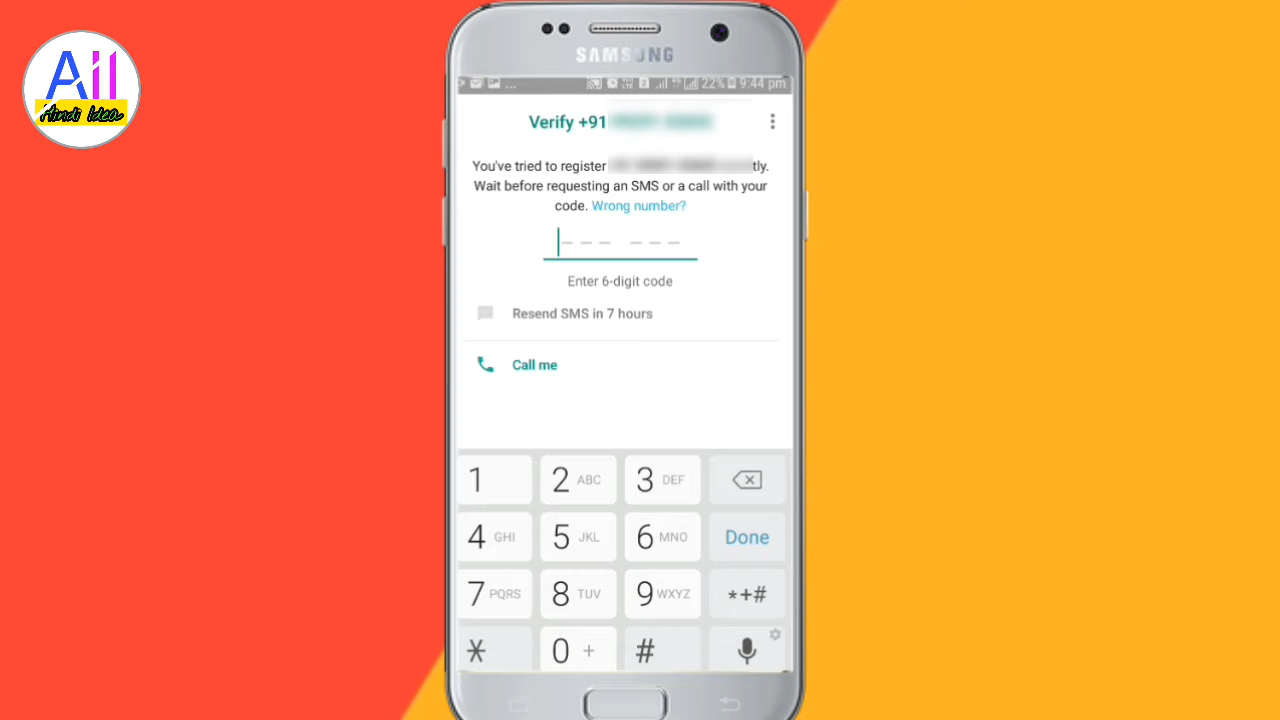 Ail
Hindi Idea
SAMSUNG
... 22% 9:44 pm
Verify +91
You've tried to register tly.
Wait before requesting an SMS or a call with your
code. Wrong number?
Enter 6-digit code
Resend SMS in 7 hours
Call me
1 2 ABC 3 DEF
4 GHI 5 JKL 6 MNO Done
7 PQRS 8 TUV 9 WXYZ *+#
* 0 + #